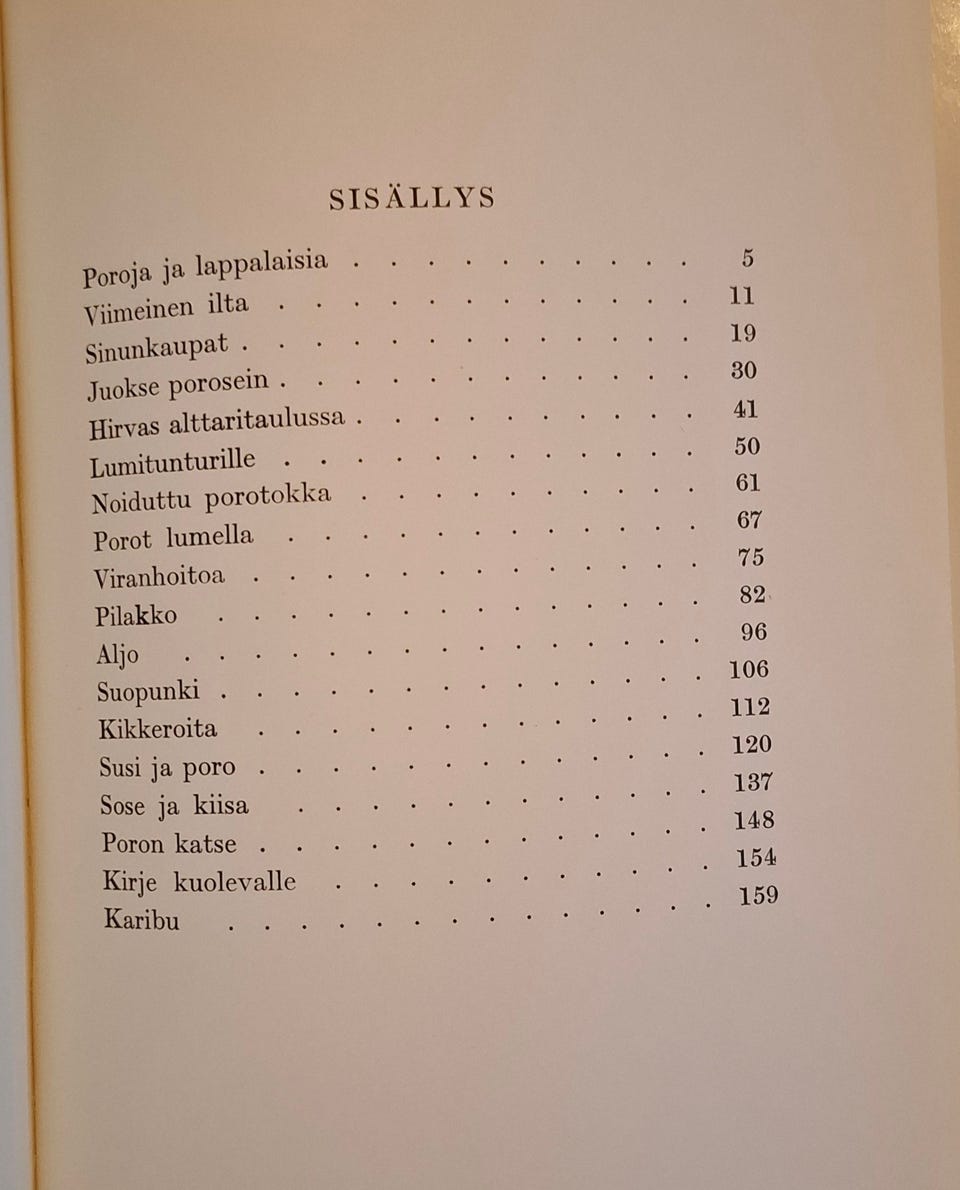 SISÄLLYS
Poroja ja lappalaisia . . . . . . . . . . 5
Viimeinen ilta . . . . . . . . . . . . 11
Sinunkaupat . . . . . . . . . . . . . 19
Juokse porosein . . . . . . . . . . . . 30
Hirvas alttaritaulussa . . . . . . . . . . 41
Lumitunturille . . . . . . . . . . . . 50
Noiduttu porotokka . . . . . . . . . . 61
Porot lumella . . . . . . . . . . . . 67
Viranhoitoa . . . . . . . . . . . . . 75
Pilakko . . . . . . . . . . . . . . 82
Aljo . . . . . . . . . . . . . . . 96
Suopunki . . . . . . . . . . . . . . 106
Kikkeroita . . . . . . . . . . . . . 112
Susi ja poro . . . . . . . . . . . . . 120
Sose ja kiisa . . . . . . . . . . . . 137
Poron katse . . . . . . . . . . . . . 148
Kirje kuolevalle . . . . . . . . . . . 154
Karibu . . . . . . . . . . . . . . 159